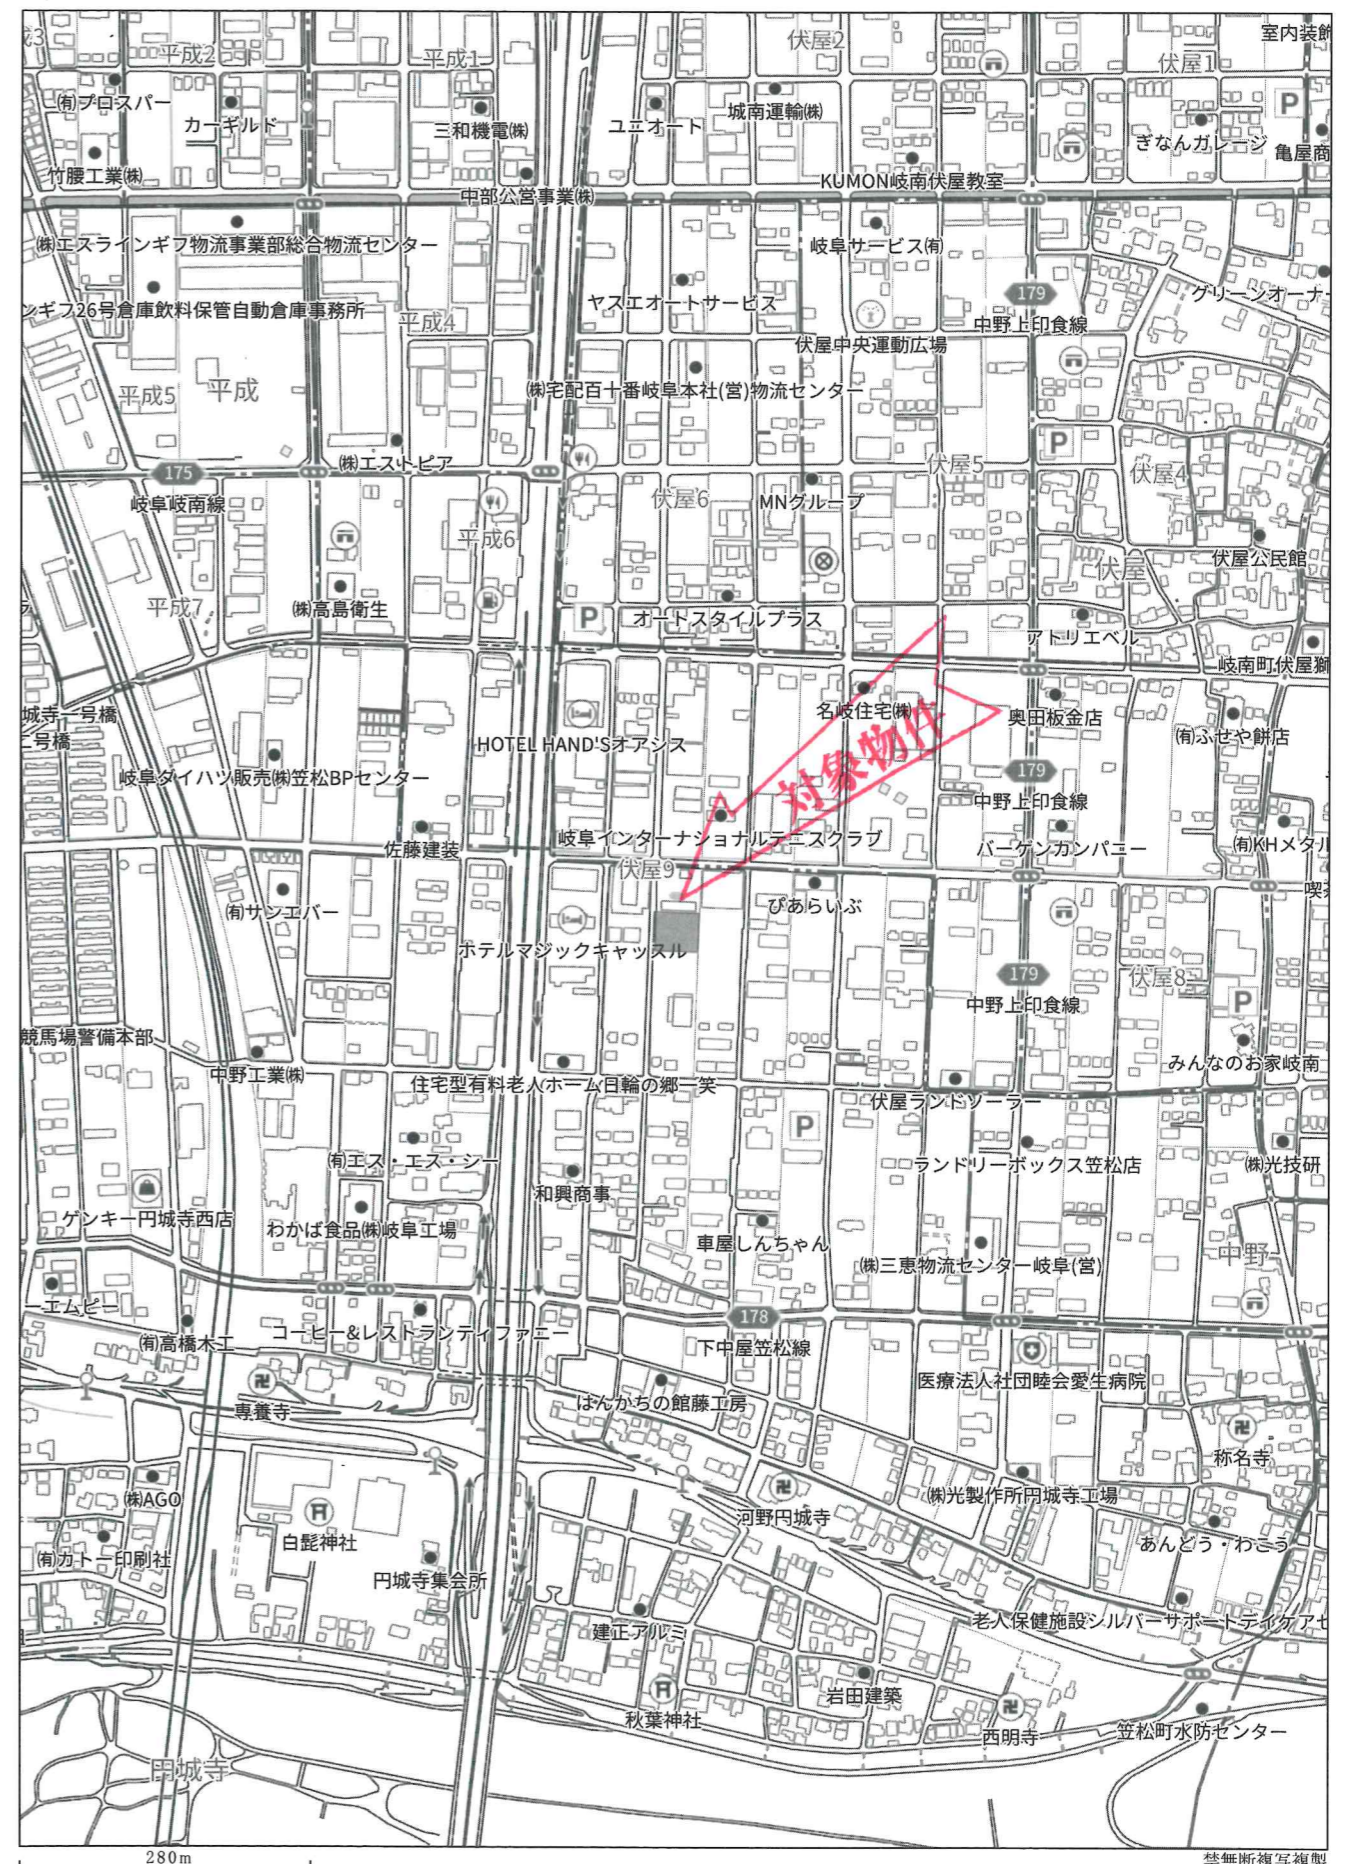 平成2
平成1
伏屋2
伏屋1
室内装飾
㈲プロスパー
カーギルド
三和機電㈱
ユニオート
城南運輸㈱
P
ぎなんガレージ
亀屋商
竹腰工業㈱
中部公営事業㈱
KUMON岐南伏屋教室
㈱エスラインギフ物流事業部総合物流センター
岐阜サービス㈲
ンギフ26号倉庫飲料保管自動倉庫事務所
平成4
ヤスエオートサービス
179
中野上印食線
グリーンオーナー
伏屋中央運動広場
平成5
平成
㈱宅配百十番岐阜本社(営)物流センター
P
175
岐阜岐南線
㈱エストピア
伏屋6
MNグループ
伏屋5
伏屋4
平成6
伏屋
伏屋公民館
平成7
㈱高島衛生
P
オートスタイルプラス
アトリエベル
岐南町伏屋獅
城寺一号橋
二号橋
名岐住宅㈱
奥田板金店
㈲ふせや餅店
HOTEL HAND'Sオアシス
対象物件
岐阜ダイハツ販売㈱笠松BPセンター
179
中野上印食線
佐藤建装
岐阜インターナショナルテニスクラブ
バーゲンカンパニー
㈲KHメタル
伏屋9
㈲サンエバー
ぴあらいぶ
喫茶
ホテルマジックキャッスル
179
中野上印食線
伏屋8
P
競馬場警備本部
中野工業㈱
住宅型有料老人ホーム日輪の郷一笑
伏屋ランドソーラー
みんなのお家岐南
P
㈲エス・エス・シー
ランドリーボックス笠松店
㈱光技研
和興商事
ゲンキー円城寺西店
わかば食品㈱岐阜工場
車屋しんちゃん
㈱三恵物流センター岐阜(営)
中野
ーエムピー
㈲高橋木工
コーヒー&レストランティファニー
178
下中屋笠松線
医療法人社団睦会愛生病院
専養寺
はんかちの館藤工房
称名寺
㈱AGO
白髭神社
河野円城寺
㈱光製作所円城寺工場
あんどう・わこう
㈲カトー印刷社
円城寺集会所
建正アルミ
老人保健施設シルバーサポートデイケアセ
岩田建築
秋葉神社
西明寺
笠松町水防センター
円城寺
280m
禁無断複写複製